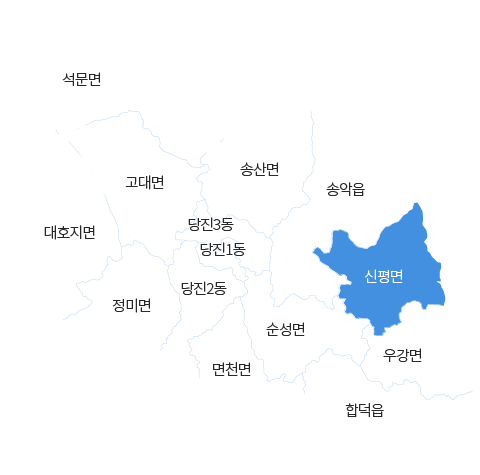 석문면
송산면
고대면
송악읍
당진3동
대호지면
당진1동
신평면
당진2동
정미면
순성면
우강면
면천면
합덕읍